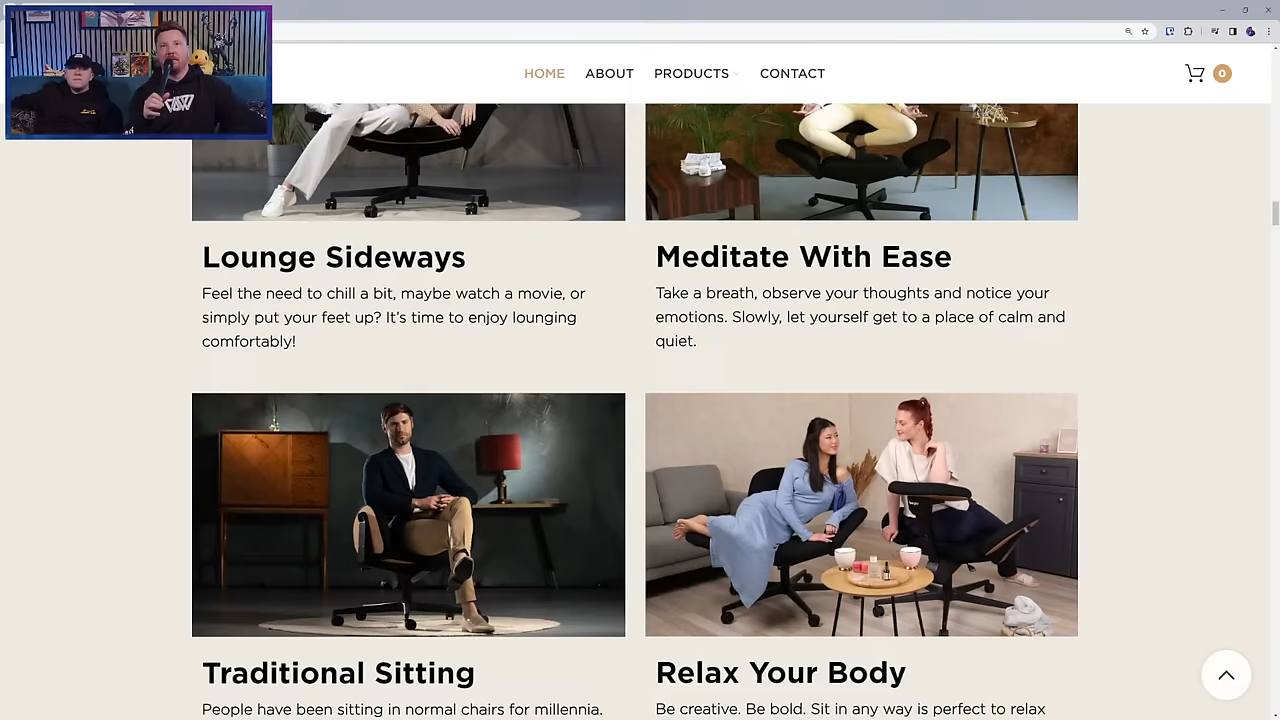 HOME ABOUT PRODUCTS CONTACT 0
Lounge Sideways
Feel the need to chill a bit, maybe watch a movie, or
simply put your feet up? It's time to enjoy lounging
comfortably!
Meditate With Ease
Take a breath, observe your thoughts and notice your
emotions. Slowly, let yourself get to a place of calm and
quiet.
Traditional Sitting
People have been sitting in normal chairs for millennia.
Relax Your Body
Be creative. Be bold. Sit in any way is perfect to relax